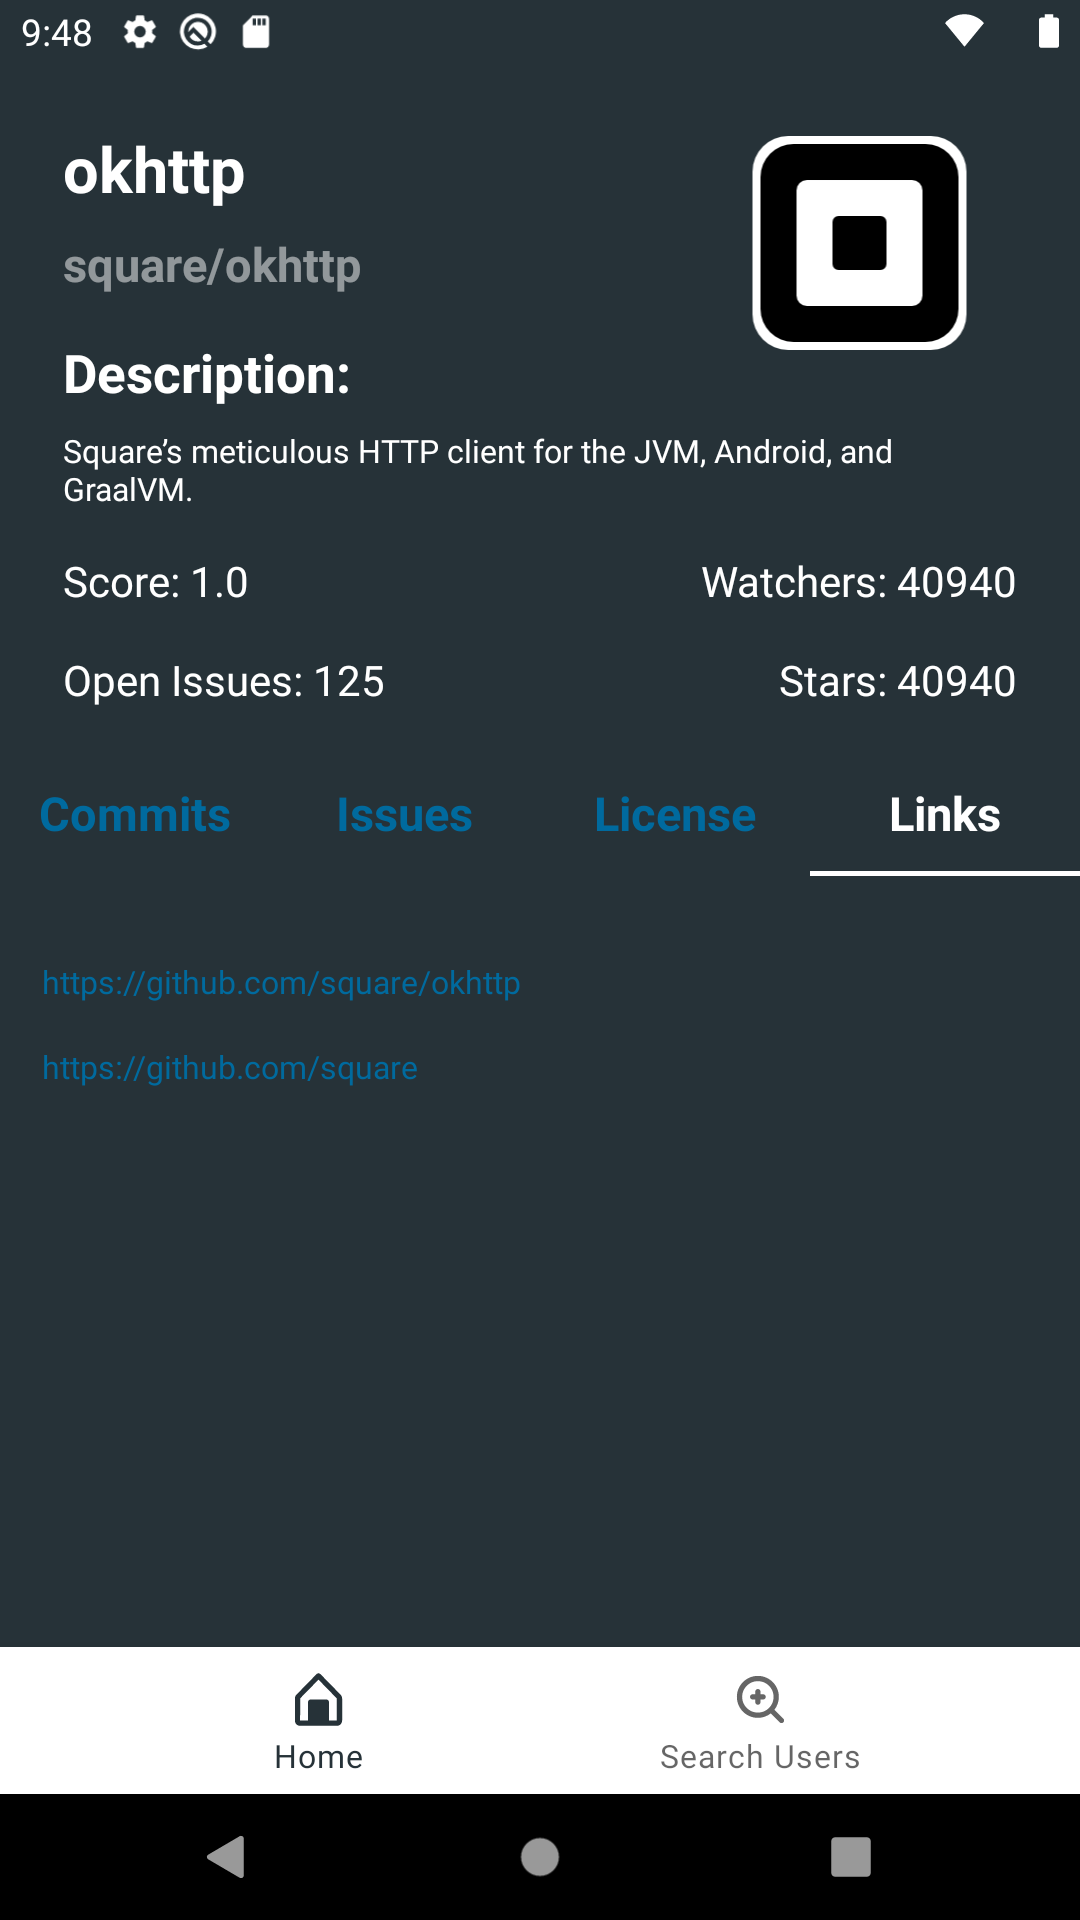 9:48
okhttp
square/okhttp
Description:
Square’s meticulous HTTP client for the JVM, Android, and
GraalVM.
Score: 1.0 Watchers: 40940
Open Issues: 125 Stars: 40940
Commits Issues License Links
https://github.com/square/okhttp
https://github.com/square
Home Search Users